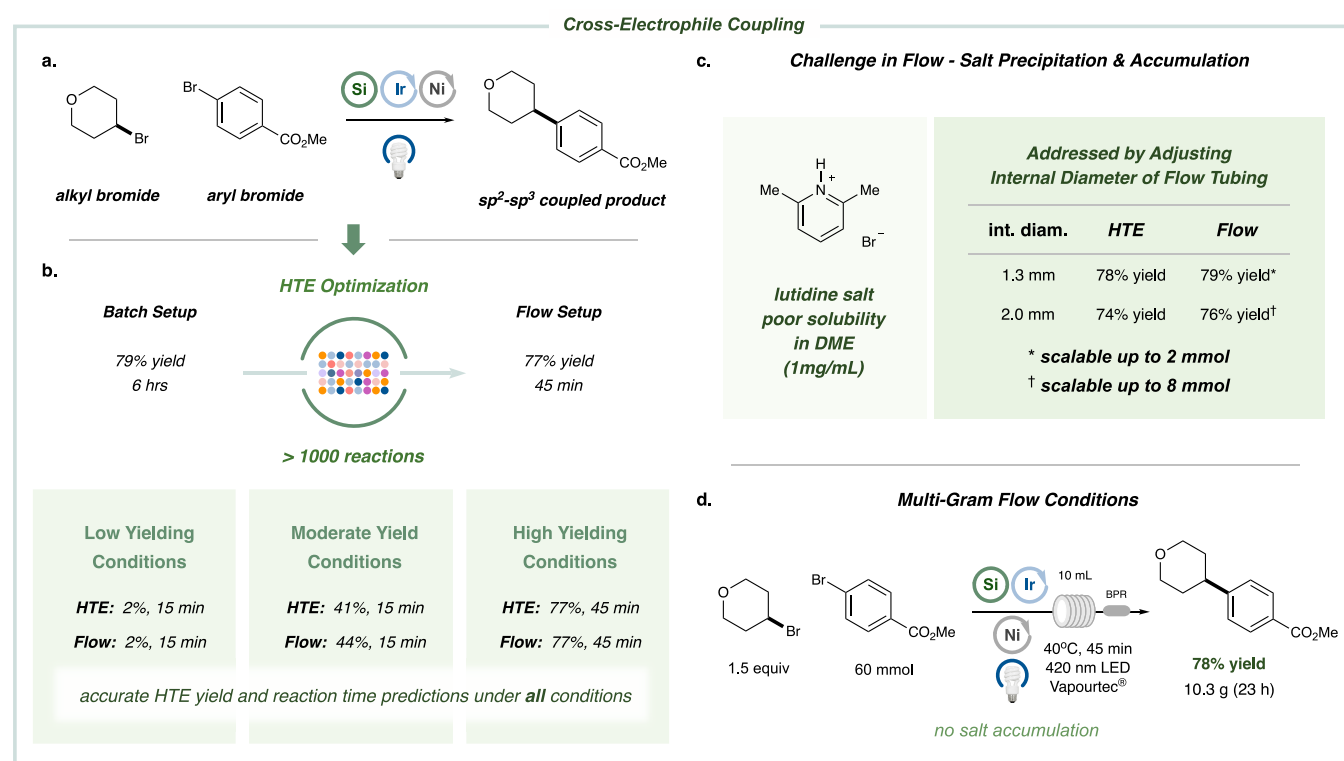 Cross-Electrophile Coupling
a.
O
Br
alkyl bromide
Br
CO₂Me
aryl bromide
Si Ir Ni
O
CO₂Me
sp²-sp³ coupled product
b.
HTE Optimization
Batch Setup
79% yield
6 hrs
Flow Setup
77% yield
45 min
> 1000 reactions
Low Yielding
Conditions
HTE: 2%, 15 min
Flow: 2%, 15 min
Moderate Yield
Conditions
HTE: 41%, 15 min
Flow: 44%, 15 min
High Yielding
Conditions
HTE: 77%, 45 min
Flow: 77%, 45 min
accurate HTE yield and reaction time predictions under all conditions
c.
Challenge in Flow - Salt Precipitation & Accumulation
H
Me N + Me
Br −
lutidine salt
poor solubility
in DME
(1mg/mL)
Addressed by Adjusting
Internal Diameter of Flow Tubing
int. diam. HTE Flow
1.3 mm 78% yield 79% yield*
2.0 mm 74% yield 76% yield†
* scalable up to 2 mmol
† scalable up to 8 mmol
d.
Multi-Gram Flow Conditions
O
Br
1.5 equiv
Br
CO₂Me
60 mmol
Si Ir 10 mL
BPR
Ni
40ºC, 45 min
420 nm LED
Vapourtec®
O
CO₂Me
78% yield
10.3 g (23 h)
no salt accumulation